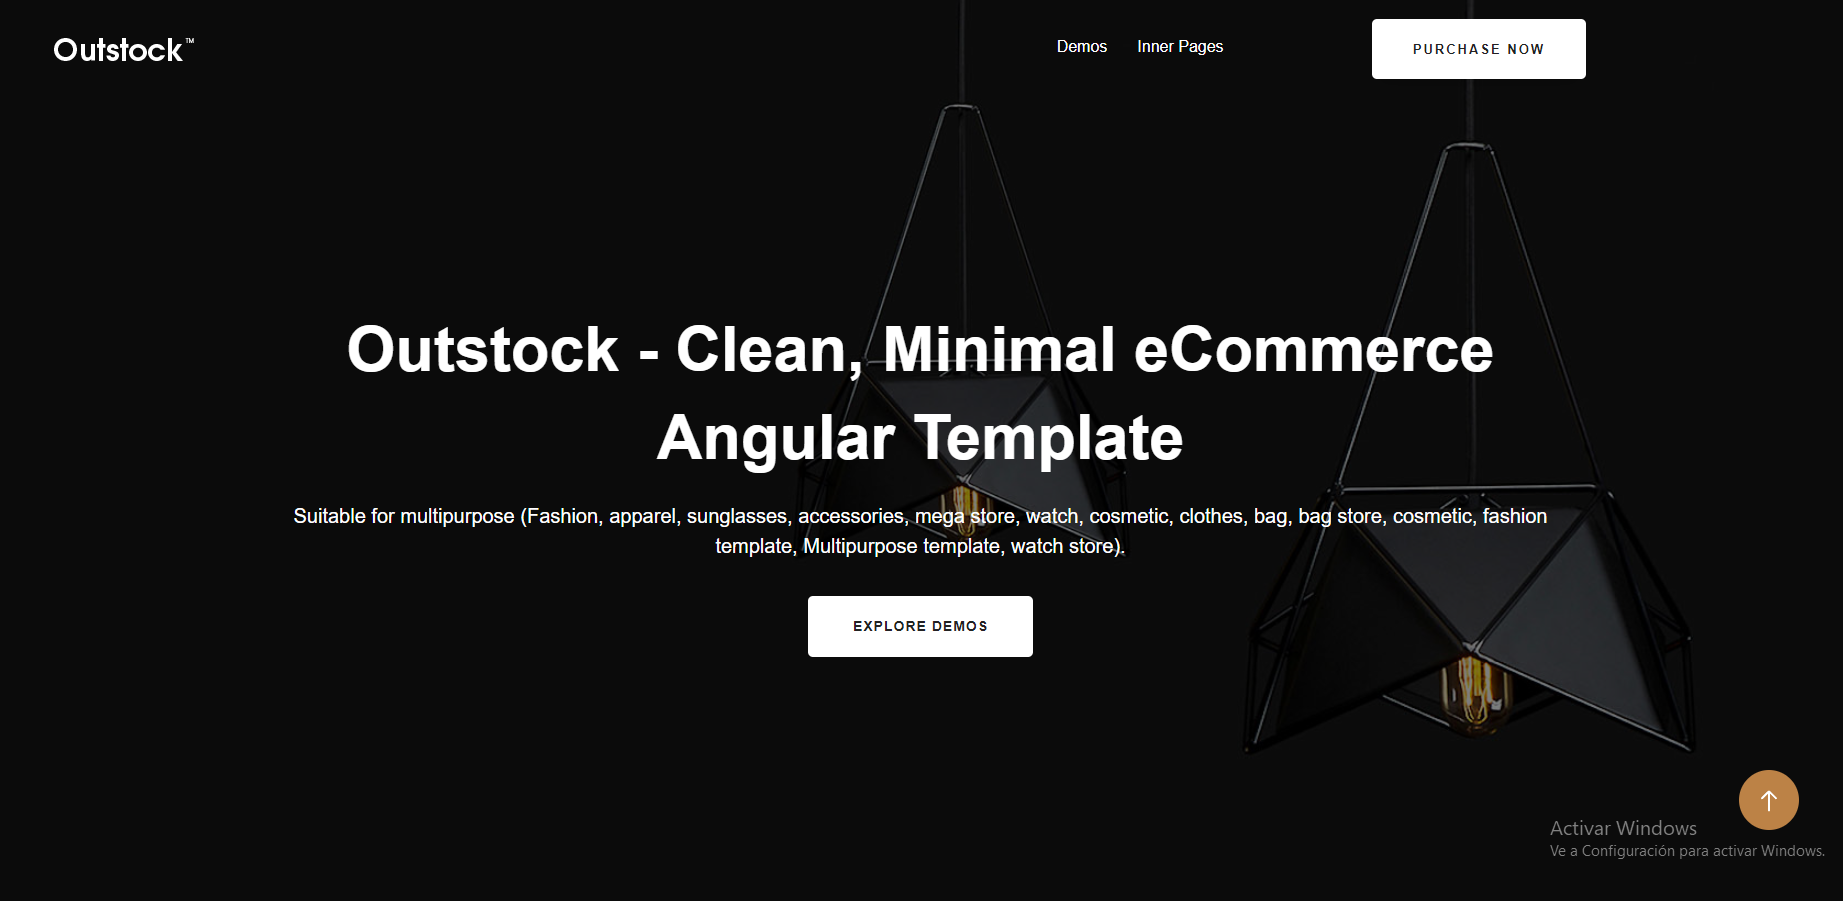 Outstock™
Demos
Inner Pages
PURCHASE NOW
Outstock - Clean, Minimal eCommerce
Angular Template
Suitable for multipurpose (Fashion, apparel, sunglasses, accessories, mega store, watch, cosmetic, clothes, bag, bag store, cosmetic, fashion
template, Multipurpose template, watch store).
EXPLORE DEMOS
Activar Windows
Ve a Configuración para activar Windows.